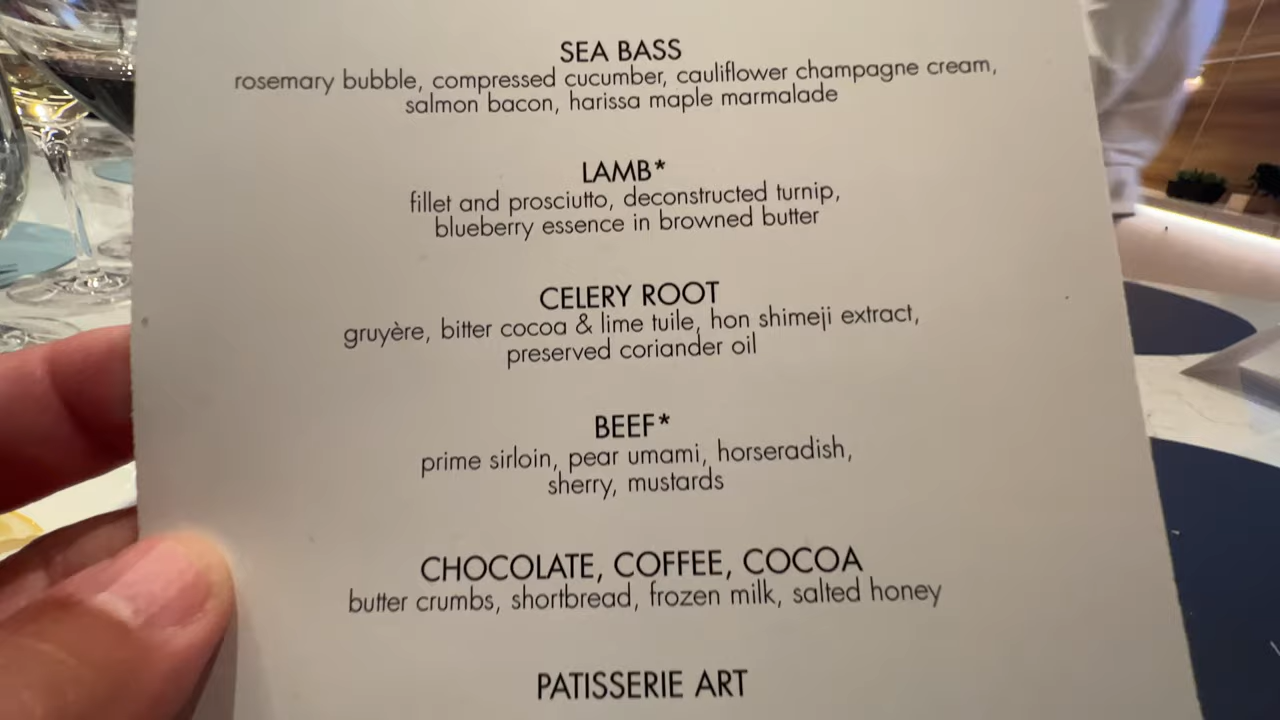 SEA BASS
rosemary bubble, compressed cucumber, cauliflower champagne cream,
salmon bacon, harissa maple marmalade
LAMB*
fillet and prosciutto, deconstructed turnip,
blueberry essence in browned butter
CELERY ROOT
gruyère, bitter cocoa & lime tuile, hon shimeji extract,
preserved coriander oil
BEEF*
prime sirloin, pear umami, horseradish,
sherry, mustards
CHOCOLATE, COFFEE, COCOA
butter crumbs, shortbread, frozen milk, salted honey
PATISSERIE ART